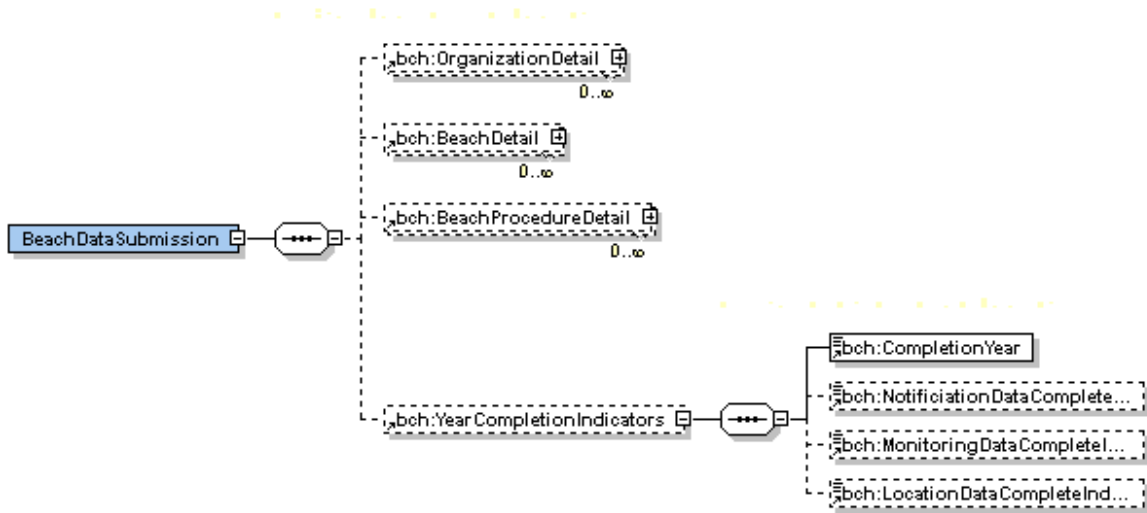 bch:OrganizationDetail
0..∞
bch:BeachDetail
0..∞
bch:BeachProcedureDetail
0..∞
BeachDataSubmission
bch:YearCompletionIndicators
bch:CompletionYear
bch:NotificiationDataComplete...
bch:MonitoringDataCompleteI...
bch:LocationDataCompleteInd...